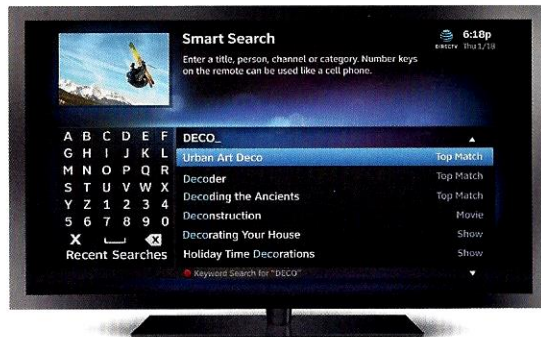 Smart Search
Enter a title, person, channel or category. Number keys
on the remote can be used like a cell phone.
6:18p
DIRECTV Thu 1/18
A B C D E F
G H I J K L
M N O P Q R
S T U V W X
Y Z 1 2 3 4
5 6 7 8 9 0
X
Recent Searches
DECO_
Urban Art Deco Top Match
Decoder Top Match
Decoding the Ancients Top Match
Deconstruction Movie
Decorating Your House Show
Holiday Time Decorations Show
Keyword Search for "DECO"